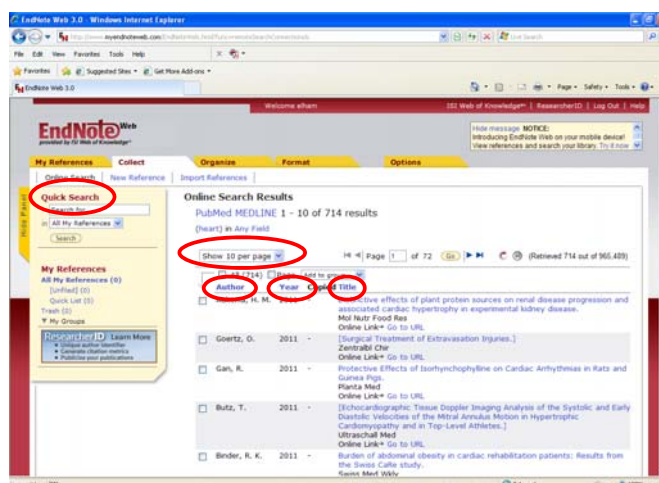 EndNote Web 3.0 - Windows Internet Explorer
File Edit View Favorites Tools Help
Favorites Suggested Sites Get More Add-ons
EndNote Web 3.0 Page Safety Tools
Welcome elham ISI Web of Knowledge ResearcherID Log Out Help
EndNote Web
provided by ISI Web of Knowledge
Hide message NOTICE:
Introducing EndNote Web on your mobile device!
View references and search your library. Try it now
My References Collect Organize Format Options
Online Search New Reference Import References
Hide Panel
Quick Search
Search for
in All My References
Search
Online Search Results
PubMed MEDLINE 1 - 10 of 714 results
(heart) in Any Field
Show 10 per page Page 1 of 72 Go (Retrieved 714 out of 965,489)
All (714) Page Add to group
Author Year Copied Title
My References
All My References (0)
[Unfiled] (0)
Quick List (0)
Trash (0)
My Groups
ResearcherID Learn More
Unique author identifier
Generate citation metrics
Publicize your publications
H. M. effects of plant protein sources on renal disease progression and
associated cardiac hypertrophy in experimental kidney disease.
Mol Nutr Food Res
Online Link Go to URL
Goertz, O. 2011 - [Surgical Treatment of Extravasation Injuries.]
Zentralbl Chir
Online Link Go to URL
Gan, R. 2011 - Protective Effects of Isorhynchophylline on Cardiac Arrhythmias in Rats and
Guinea Pigs.
Planta Med
Online Link Go to URL
Butz, T. 2011 - [Echocardiographic Tissue Doppler Imaging Analysis of the Systolic and Early
Diastolic Velocities of the Mitral Annulus Motion in Hypertrophic
Cardiomyopathy and in Top-Level Athletes.]
Ultraschall Med
Online Link Go to URL
Binder, R. K. 2011 - Burden of abdominal obesity in cardiac rehabilitation patients: Results from
the Swiss CaRe study.
Swiss Med Wkly